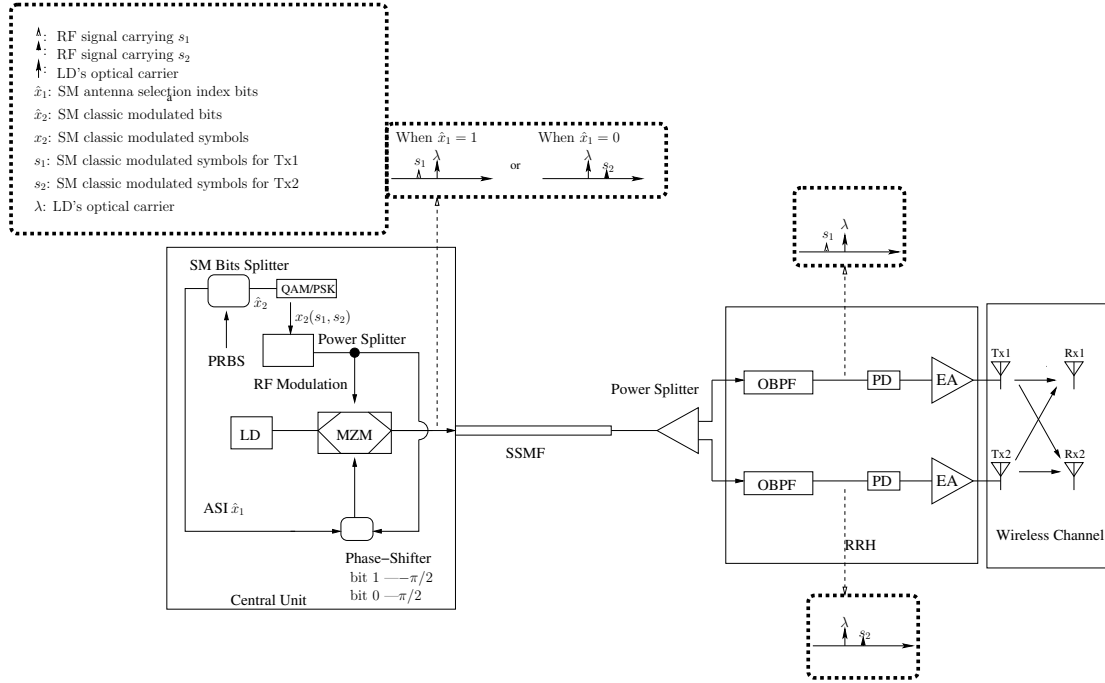 : RF signal carrying s₁
: RF signal carrying s₂
: LD's optical carrier
x̂₁: SM antenna selection index bits
a
x̂₂: SM classic modulated bits
x₂: SM classic modulated symbols
s₁: SM classic modulated symbols for Tx1
s₂: SM classic modulated symbols for Tx2
λ: LD's optical carrier
When x̂₁ = 1
s₁ λ
or
When x̂₁ = 0
λ s₂
s₁ λ
SM Bits Splitter
QAM/PSK
x̂₂
x₂(s₁, s₂)
PRBS
Power Splitter
RF Modulation
LD
MZM
ASI x̂₁
Phase−Shifter
bit 1 —−π/2
bit 0 —π/2
Central Unit
SSMF
Power Splitter
OBPF
PD
EA
OBPF
PD
EA
RRH
Tx1
Rx1
Tx2
Rx2
Wireless Channel
λ s₂